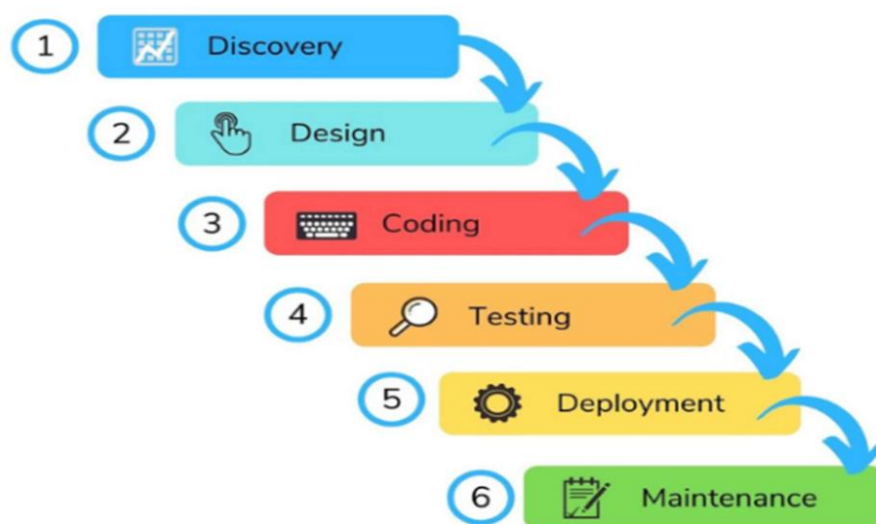 1 Discovery
2 Design
3 Coding
4 Testing
5 Deployment
6 Maintenance